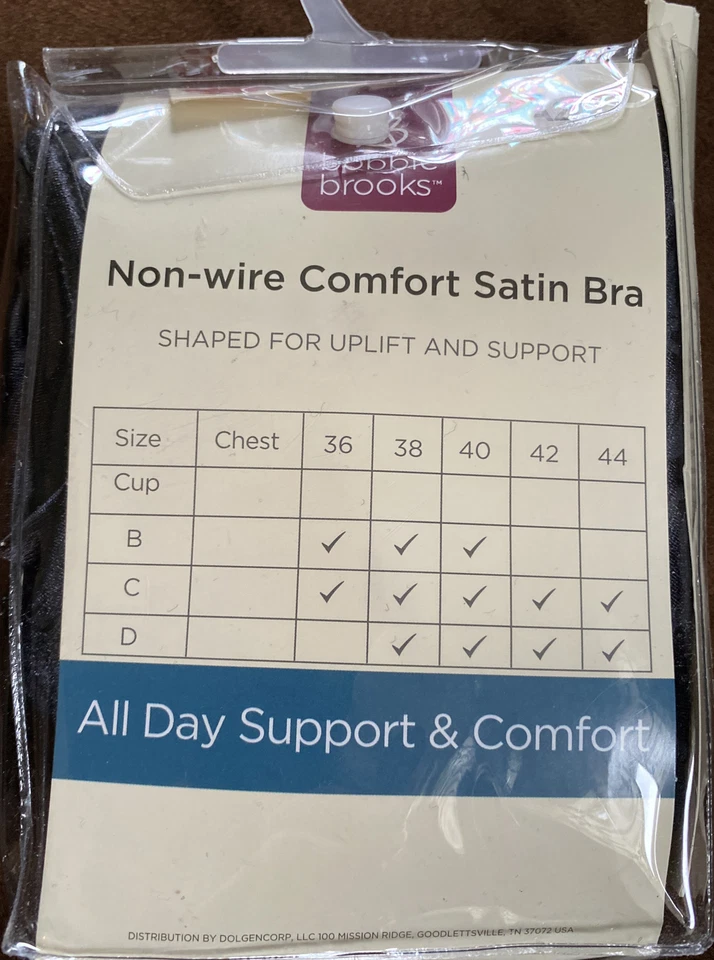 bobbie
brooks™
Non-wire Comfort Satin Bra
SHAPED FOR UPLIFT AND SUPPORT
Size Chest 36 38 40 42 44
Cup
B ✓ ✓ ✓
C ✓ ✓ ✓ ✓ ✓
D ✓ ✓ ✓ ✓
All Day Support & Comfort
DISTRIBUTION BY DOLGENCORP, LLC 100 MISSION RIDGE, GOODLETTSVILLE, TN 37072 USA